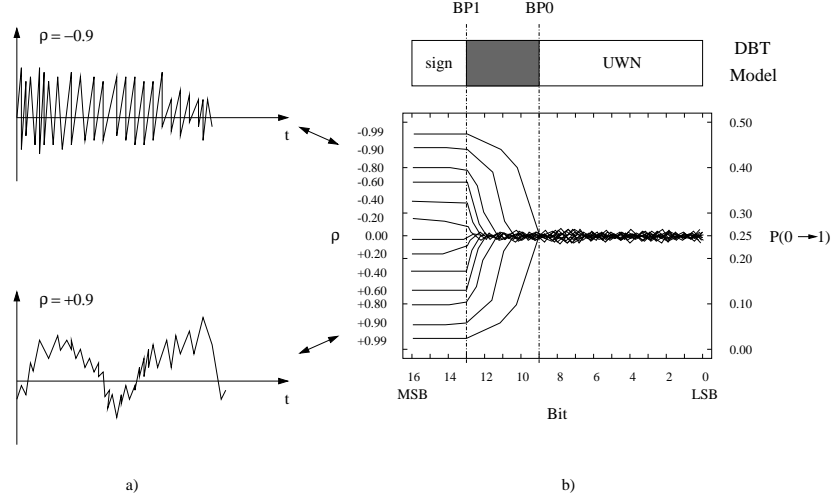 ρ = −0.9
t
ρ = +0.9
t
a)
BP1 BP0
sign UWN
DBT
Model
-0.99
-0.90
-0.80
-0.60
-0.40
-0.20
0.00
+0.20
+0.40
+0.60
+0.80
+0.90
+0.99
ρ
0.50
0.40
0.30
0.25
0.20
0.10
0.00
P(0 → 1)
16 14 12 10 8 6 4 2 0
MSB LSB
Bit
b)